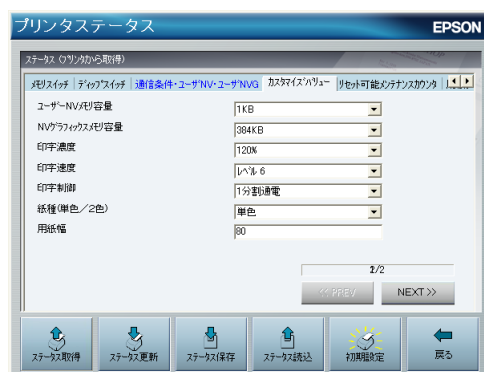 プリンタステータス
EPSON
ステータス (プリンタから取得)
メモリスイッチ ディップスイッチ 通信条件・ユーザNV・ユーザNVG カスタマイズバリュー リセット可能メンテナンスカウンタ
ユーザーNVメモリ容量 1KB
NVグラフィックスメモリ容量 384KB
印字濃度 120%
印字速度 レベル 6
印字制御 1分割通電
紙種(単色/2色) 単色
用紙幅 80
/2
<< PREV NEXT >>
ステータス取得 ステータス更新 ステータス保存 ステータス読込 初期設定 戻る